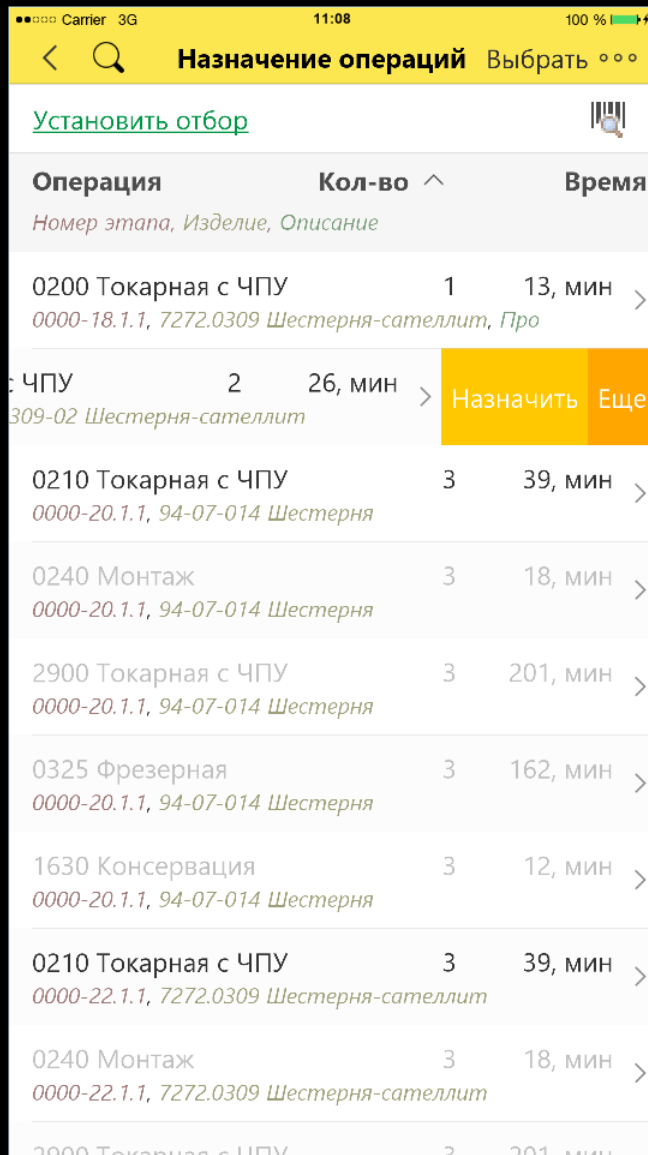 Carrier 3G 11:08 100 %
Назначение операций Выбрать
Установить отбор
Операция Кол-во Время
Номер этапа, Изделие, Описание
0200 Токарная с ЧПУ 1 13, мин
0000-18.1.1, 7272.0309 Шестерня-сателлит, Про
с ЧПУ 2 26, мин Назначить Еще
309-02 Шестерня-сателлит
0210 Токарная с ЧПУ 3 39, мин
0000-20.1.1, 94-07-014 Шестерня
0240 Монтаж 3 18, мин
0000-20.1.1, 94-07-014 Шестерня
2900 Токарная с ЧПУ 3 201, мин
0000-20.1.1, 94-07-014 Шестерня
0325 Фрезерная 3 162, мин
0000-20.1.1, 94-07-014 Шестерня
1630 Консервация 3 12, мин
0000-20.1.1, 94-07-014 Шестерня
0210 Токарная с ЧПУ 3 39, мин
0000-22.1.1, 7272.0309 Шестерня-сателлит
0240 Монтаж 3 18, мин
0000-22.1.1, 7272.0309 Шестерня-сателлит
2900 Токарная с ЧПУ 3 201, мин